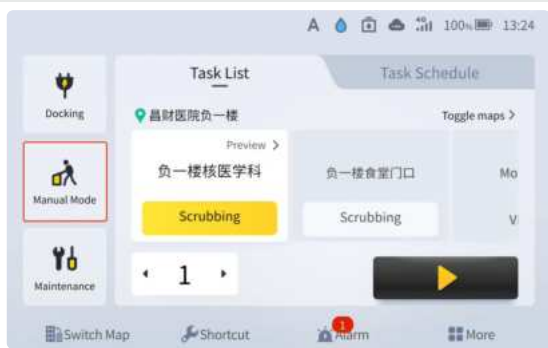 A 4G 100% 13:24
Task List
Task Schedule
Docking
昌财医院负一楼
Toggle maps >
Preview >
负一楼核医学科
负一楼食堂门口
Mo
Manual Mode
Scrubbing
Scrubbing
V
Maintenance
1
Switch Map
Shortcut
1
Alarm
More